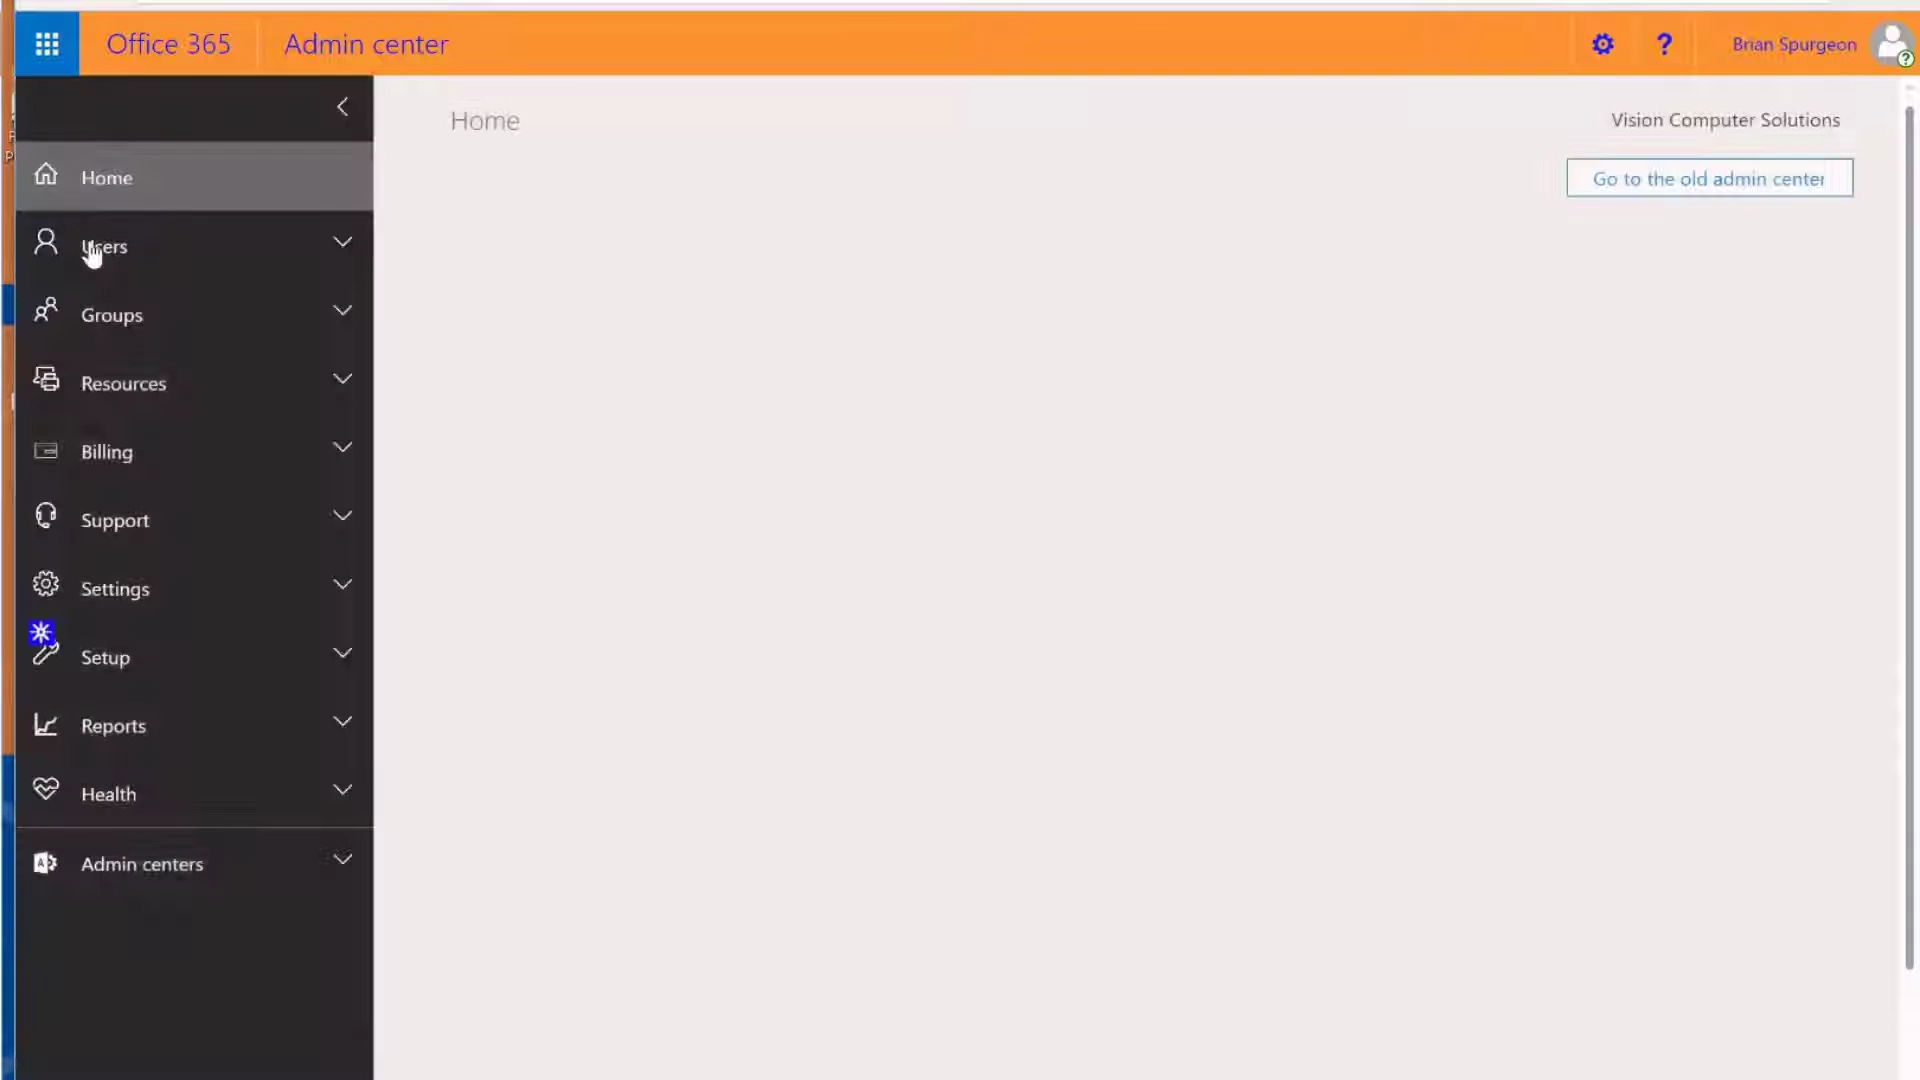 Office 365
Admin center
?
Brian Spurgeon
?
Home
Vision Computer Solutions
Go to the old admin center
Home
Users
Groups
Resources
Billing
Support
Settings
Setup
Reports
Health
A
Admin centers